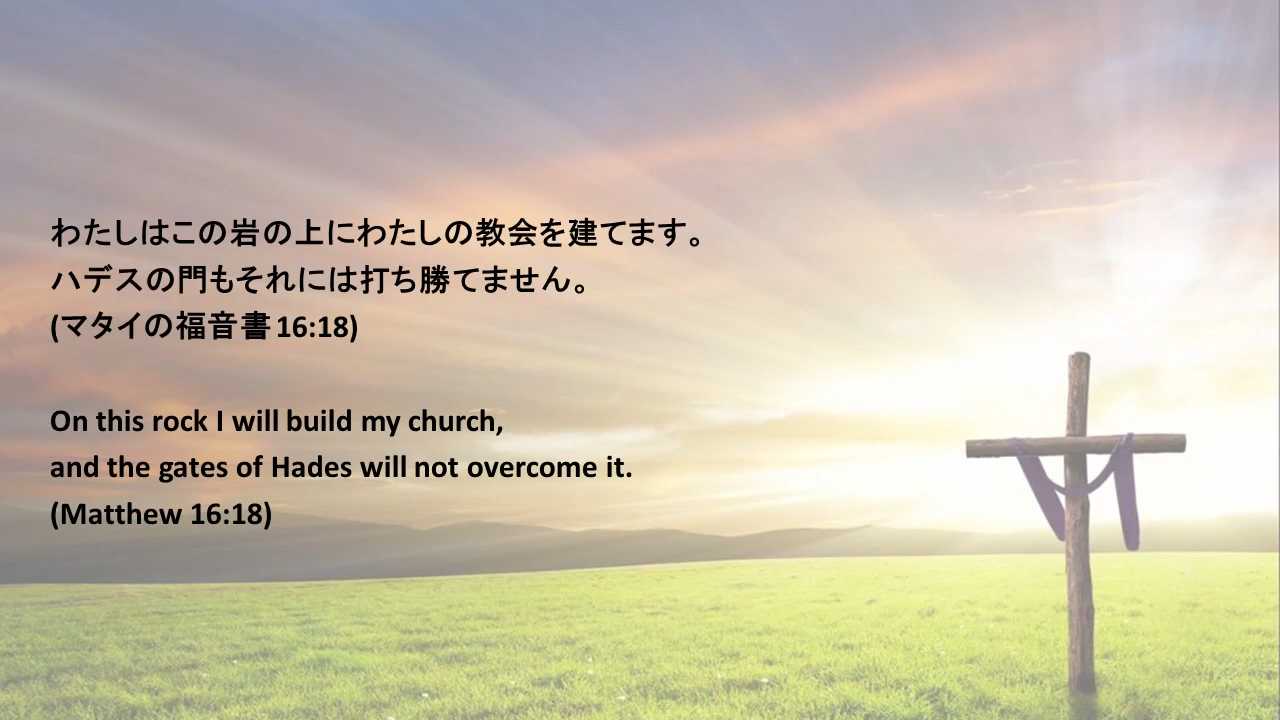 わたしはこの岩の上にわたしの教会を建てます。
ハデスの門もそれには打ち勝てません。
(マタイの福音書16:18)
On this rock I will build my church,
and the gates of Hades will not overcome it.
(Matthew 16:18)